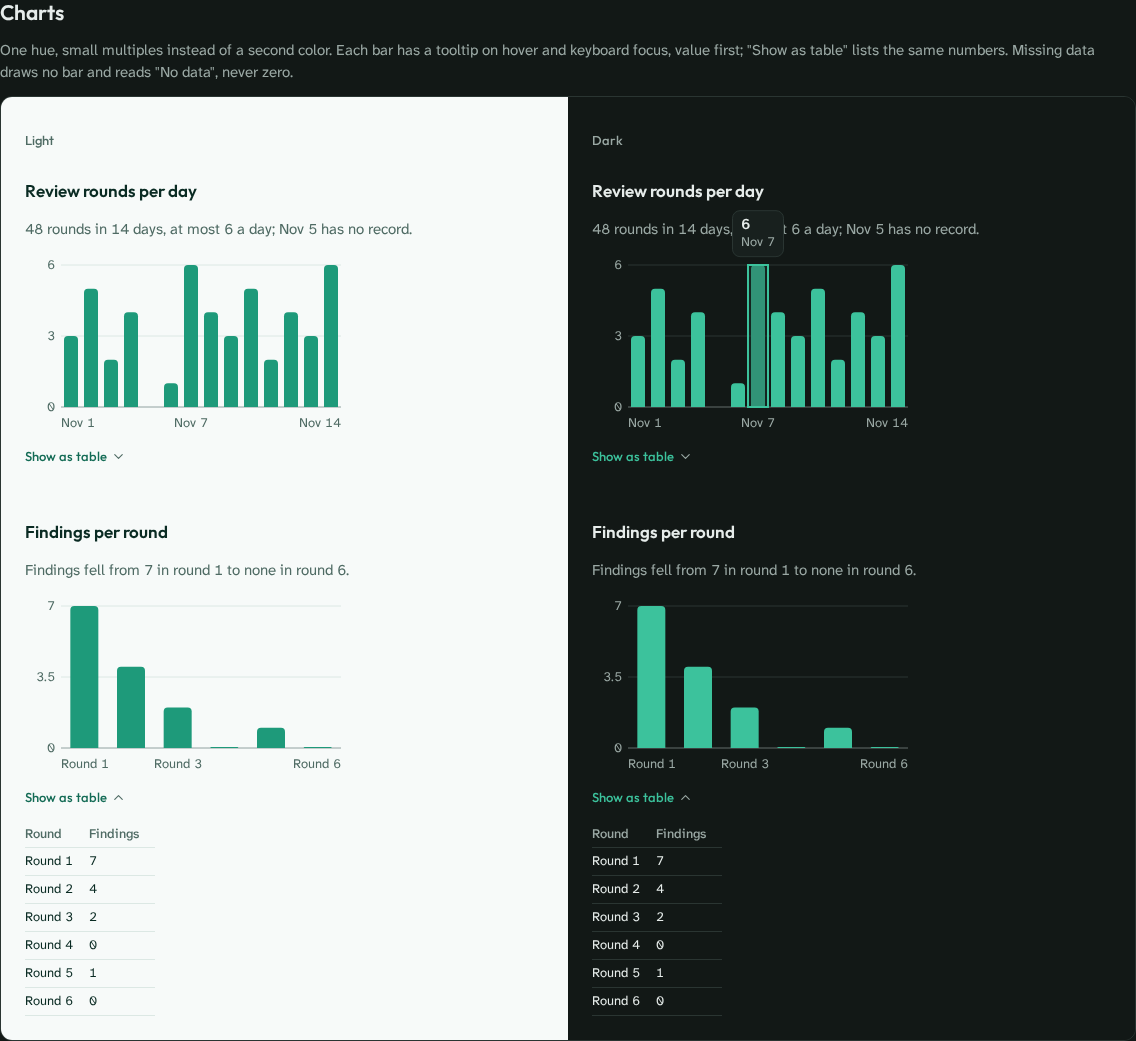 Charts
One hue, small multiples instead of a second color. Each bar has a tooltip on hover and keyboard focus, value first; "Show as table" lists the same numbers. Missing data
draws no bar and reads "No data", never zero.
Light
Review rounds per day
48 rounds in 14 days, at most 6 a day; Nov 5 has no record.
6
3
0
Nov 1 Nov 7 Nov 14
Show as table
Findings per round
Findings fell from 7 in round 1 to none in round 6.
7
3.5
0
Round 1 Round 3 Round 6
Show as table
Round Findings
Round 1 7
Round 2 4
Round 3 2
Round 4 0
Round 5 1
Round 6 0
Dark
Review rounds per day
48 rounds in 14 days, t 6 a day; Nov 5 has no record.
6
Nov 7
6
3
0
Nov 1 Nov 7 Nov 14
Show as table
Findings per round
Findings fell from 7 in round 1 to none in round 6.
7
3.5
0
Round 1 Round 3 Round 6
Show as table
Round Findings
Round 1 7
Round 2 4
Round 3 2
Round 4 0
Round 5 1
Round 6 0